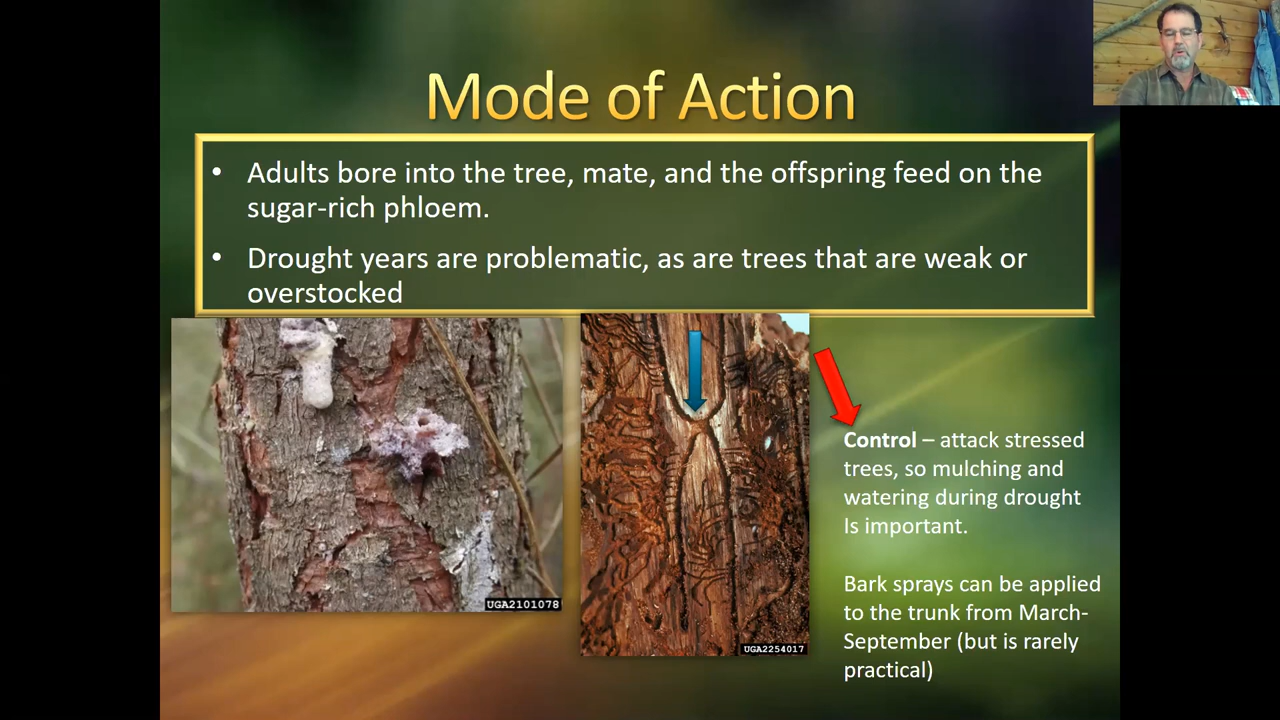 Mode of Action
• Adults bore into the tree, mate, and the offspring feed on the
sugar-rich phloem.
• Drought years are problematic, as are trees that are weak or
overstocked
UGA2101078
UGA2254017
Control – attack stressed
trees, so mulching and
watering during drought
Is important.
Bark sprays can be applied
to the trunk from March-
September (but is rarely
practical)